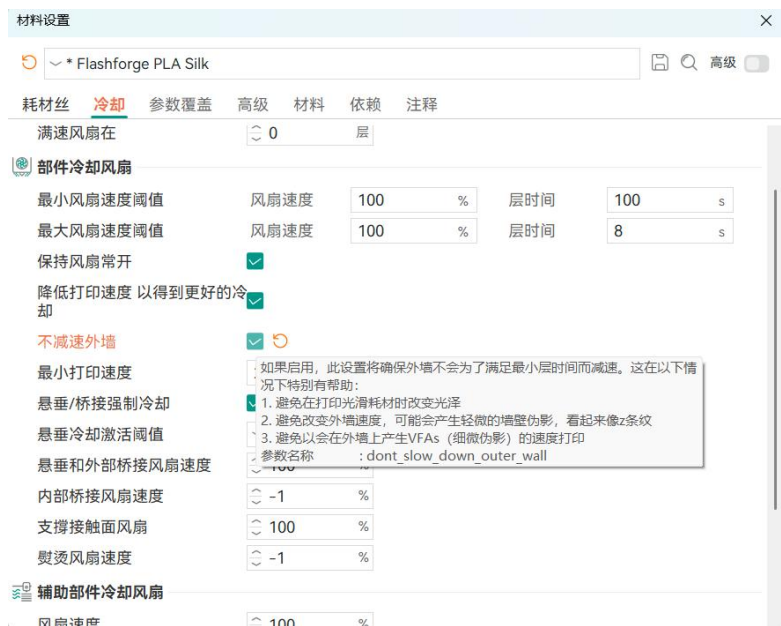 材料设置
* Flashforge PLA Silk
高级
耗材丝 冷却 参数覆盖 高级 材料 依赖 注释
满速风扇在 0 层
部件冷却风扇
最小风扇速度阈值 风扇速度 100 % 层时间 100 s
最大风扇速度阈值 风扇速度 100 % 层时间 8 s
保持风扇常开
降低打印速度 以得到更好的冷
却
不减速外墙
最小打印速度
如果启用，此设置将确保外墙不会为了满足最小层时间而减速。这在以下情
况下特别有帮助：
1. 避免在打印光滑耗材时改变光泽
2. 避免改变外墙速度，可能会产生轻微的墙壁伪影，看起来像z条纹
3. 避免以会在外墙上产生VFAs（细微伪影）的速度打印
参数名称 : dont_slow_down_outer_wall
悬垂/桥接强制冷却
悬垂冷却激活阈值
悬垂和外部桥接风扇速度 100 %
内部桥接风扇速度 -1 %
支撑接触面风扇 100 %
熨烫风扇速度 -1 %
辅助部件冷却风扇
风扇速度 100 %